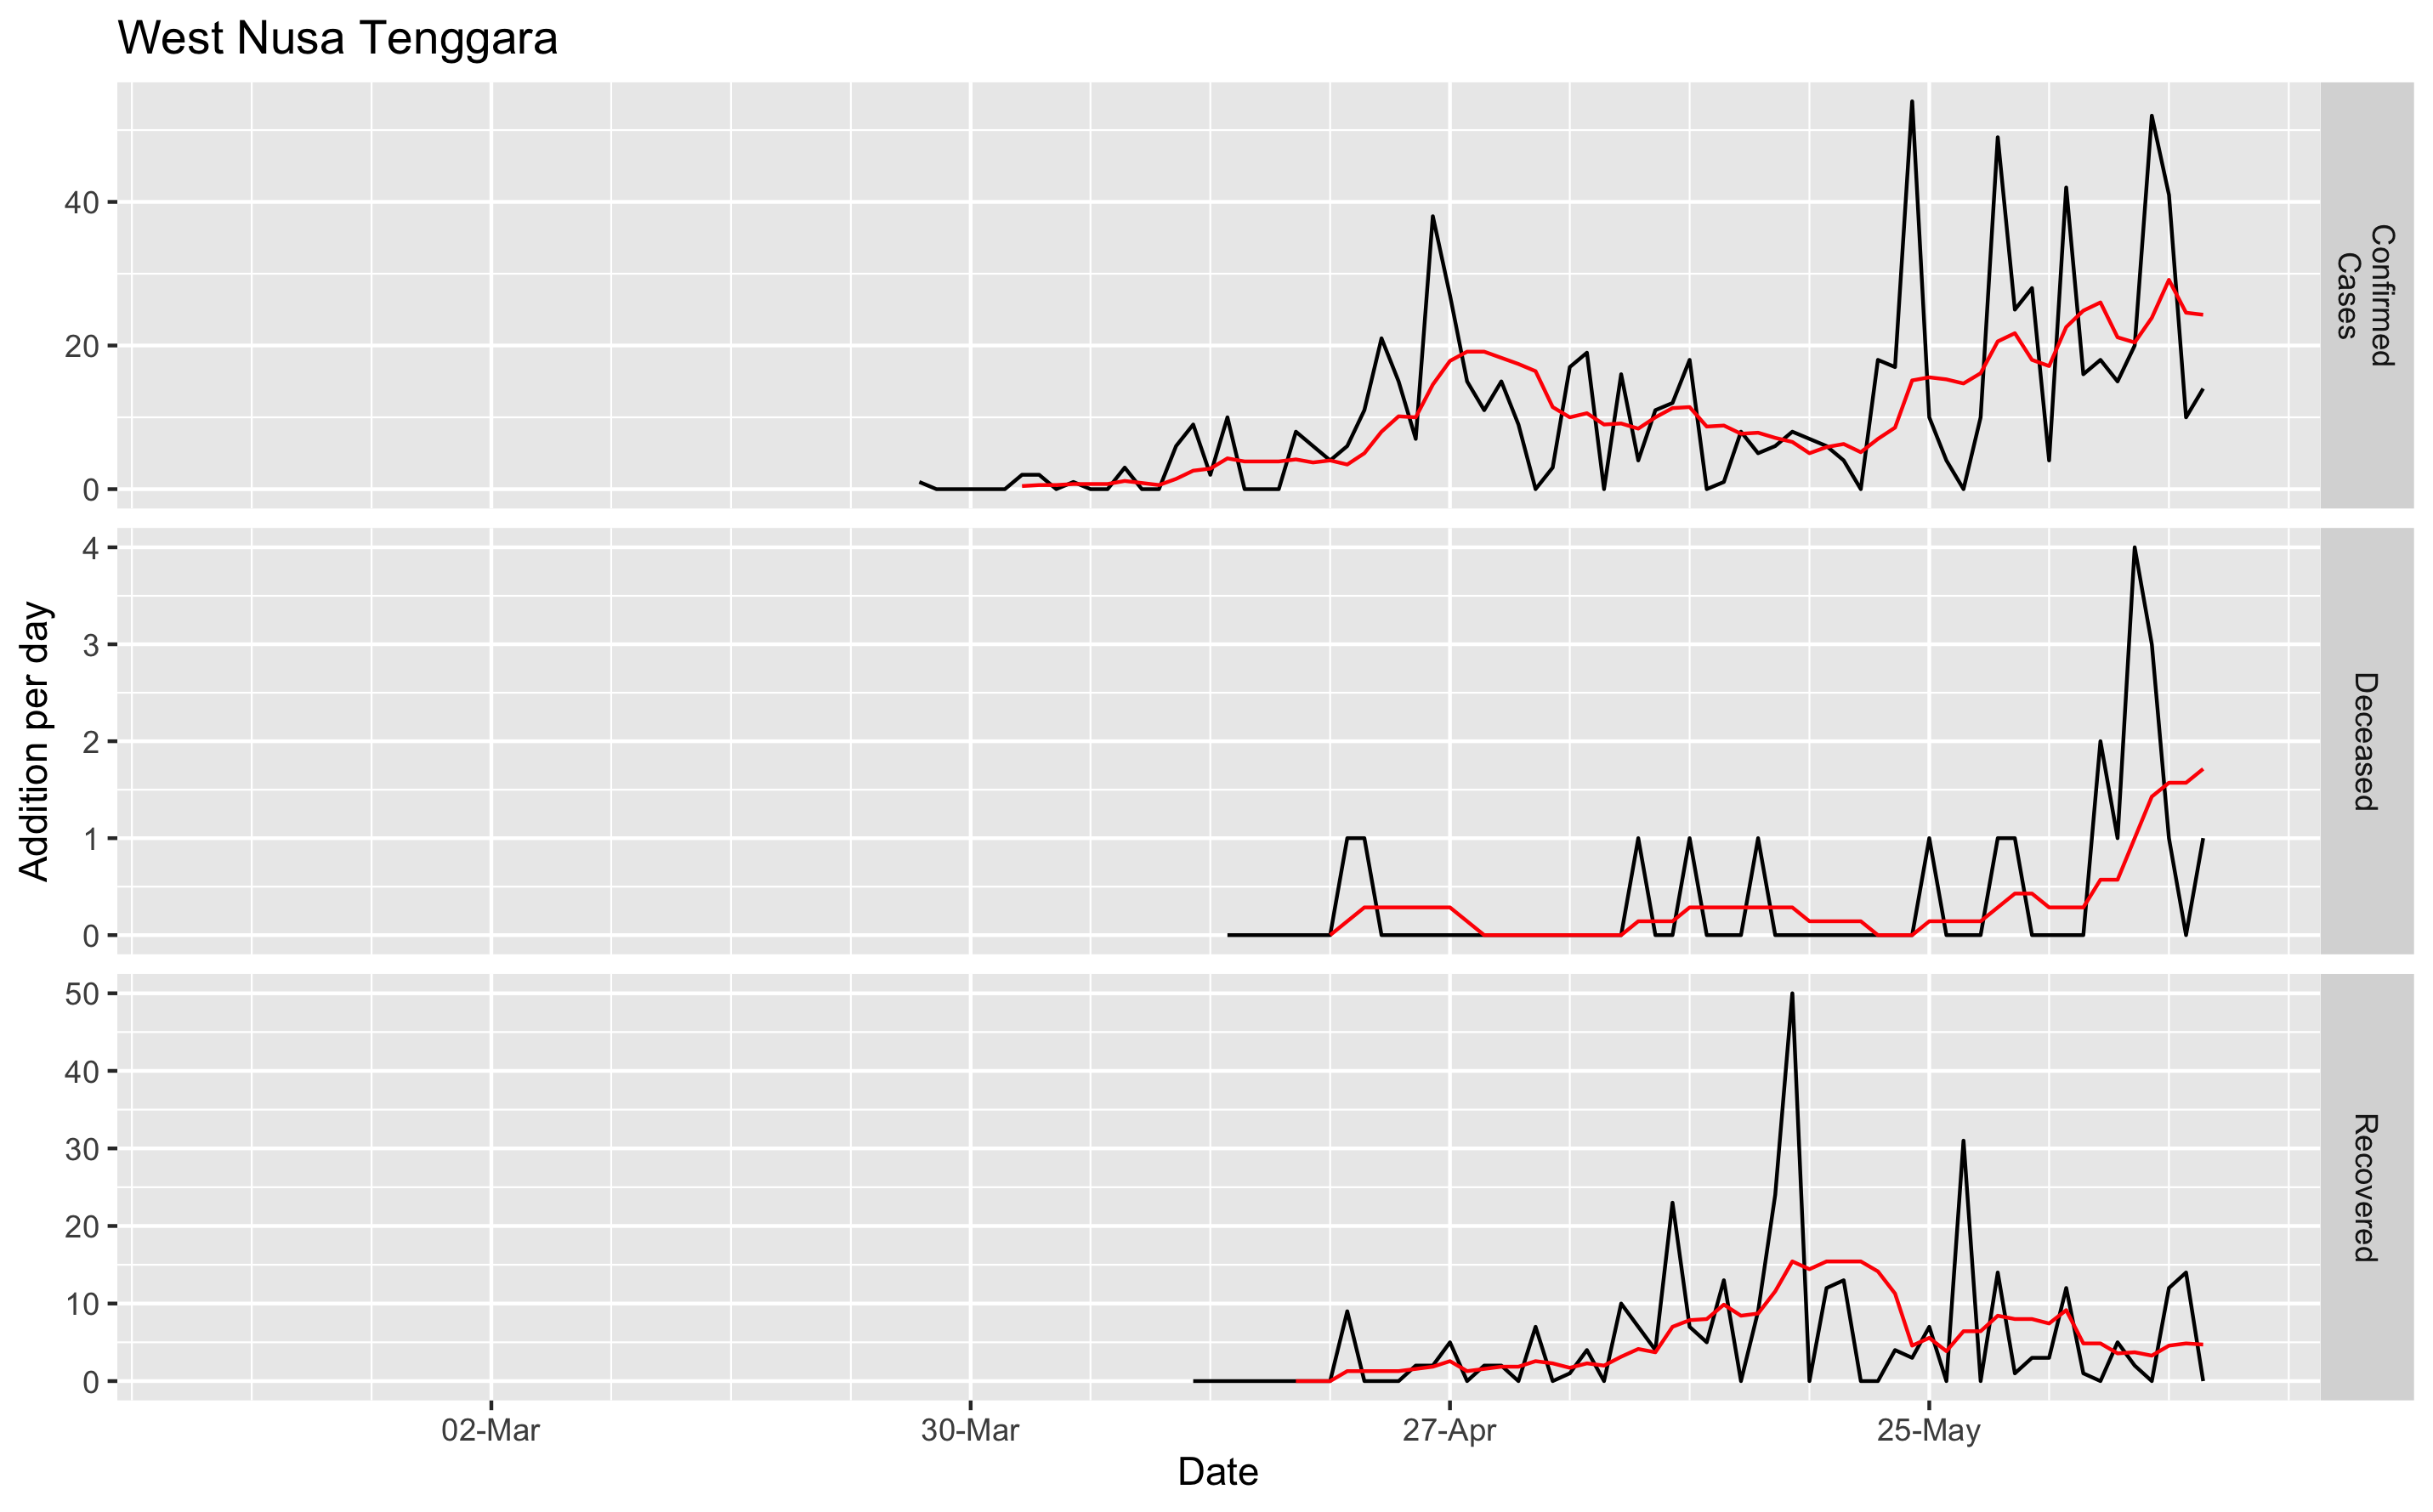 West Nusa Tenggara
Addition per day
40
20
0
Confirmed
Cases
4
3
2
1
0
Deceased
50
40
30
20
10
0
Recovered
02-Mar
30-Mar
27-Apr
25-May
Date